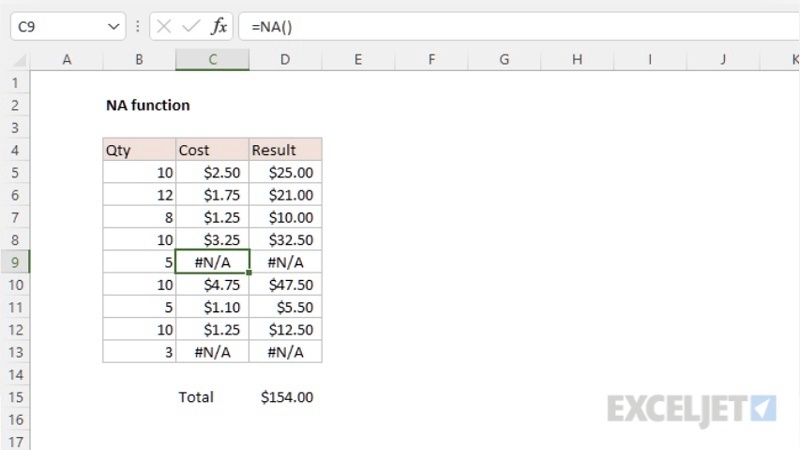 C9 fx =NA()
A B C D E F G H I J K
1
2 NA function
3
4 Qty Cost Result
5 10 $2.50 $25.00
6 12 $1.75 $21.00
7 8 $1.25 $10.00
8 10 $3.25 $32.50
9 5 #N/A #N/A
10 10 $4.75 $47.50
11 5 $1.10 $5.50
12 10 $1.25 $12.50
13 3 #N/A #N/A
14
15 Total $154.00
16
17
EXCELJET